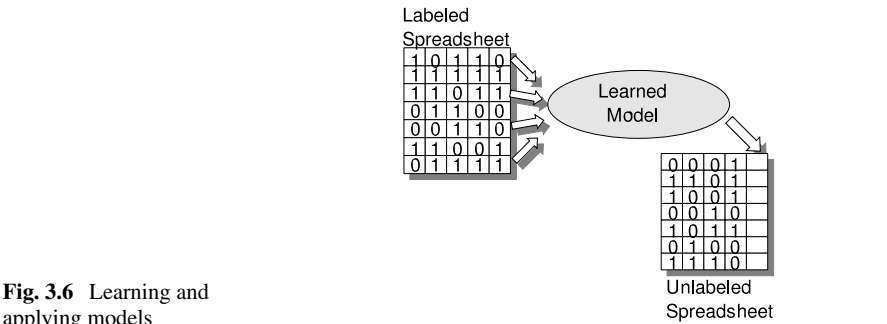 Labeled
Spreadsheet
1 0 1 1 0
1 1 1 1 1
1 1 0 1 1
0 1 1 0 0
0 0 1 1 0
1 1 0 0 1
0 1 1 1 1
Learned
Model
0 0 0 1
1 1 0 1
1 0 0 1
0 0 1 0
1 0 1 1
0 1 0 0
1 1 1 0
Unlabeled
Spreadsheet
Fig. 3.6 Learning and
applying models